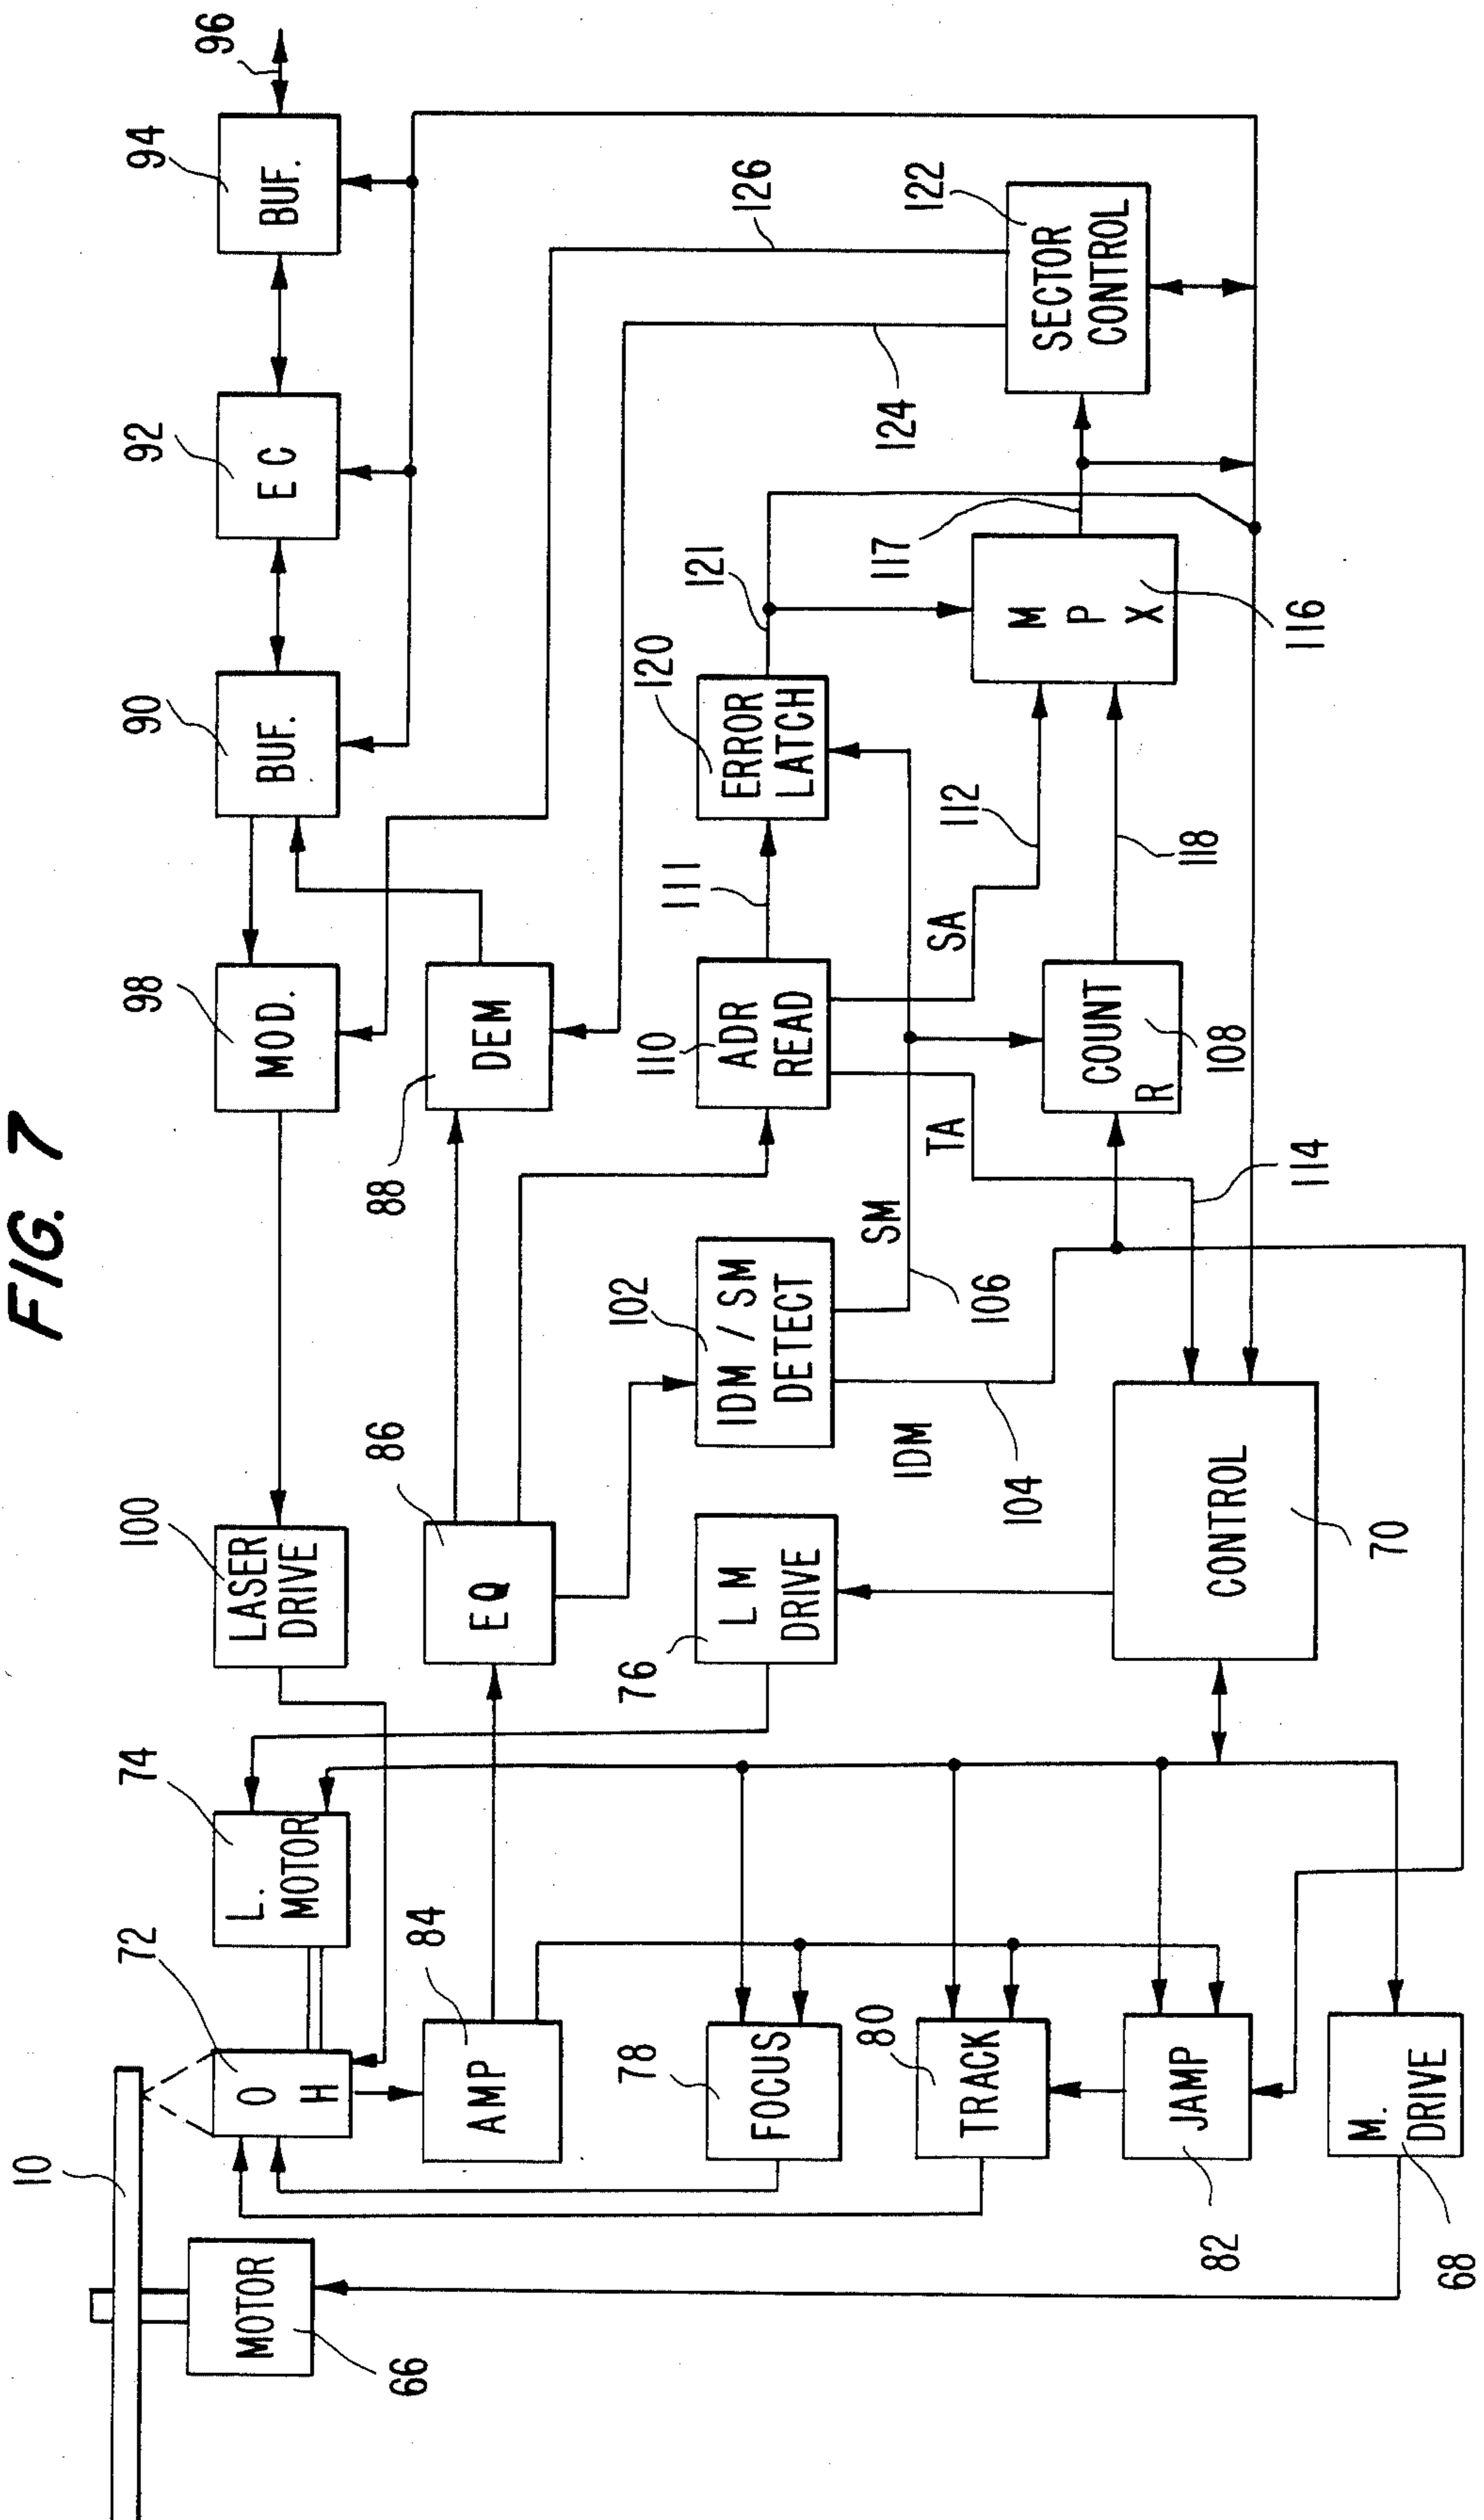 FIG. 7
10
66
MOTOR
72
O
H
74
L.
MOTOR
100
LASER
DRIVE
98
MOD.
90
BUF.
92
E C
94
BUF.
96
84
AMP
86
EQ
88
DEM
126
78
FOCUS
76
L M
DRIVE
102
IDM / SM
DETECT
110
ADR
READ
111
120
ERROR
LATCH
121
124
122
SECTOR
CONTROL
80
TRACK
IDM
104
SM
106
TA
SA
112
117
M
P
X
116
82
JAMP
70
CONTROL
114
COUNT
R
108
118
68
M.
DRIVE